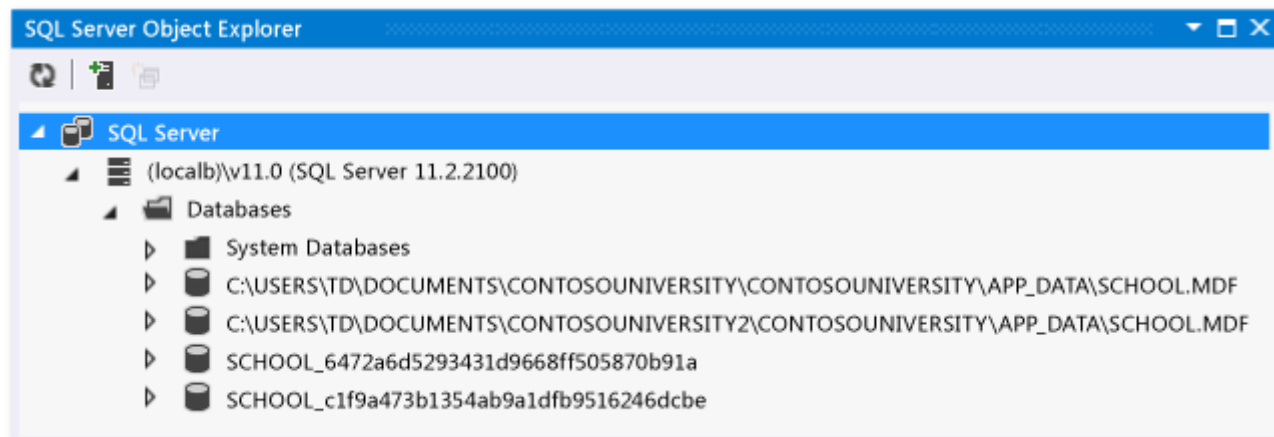 SQL Server Object Explorer
SQL Server
(localb)\v11.0 (SQL Server 11.2.2100)
Databases
System Databases
C:\USERS\TD\DOCUMENTS\CONTOSOUNIVERSITY\CONTOSOUNIVERSITY\APP_DATA\SCHOOL.MDF
C:\USERS\TD\DOCUMENTS\CONTOSOUNIVERSITY2\CONTOSOUNIVERSITY\APP_DATA\SCHOOL.MDF
SCHOOL_6472a6d5293431d9668ff505870b91a
SCHOOL_c1f9a473b1354ab9a1dfb9516246dcbe